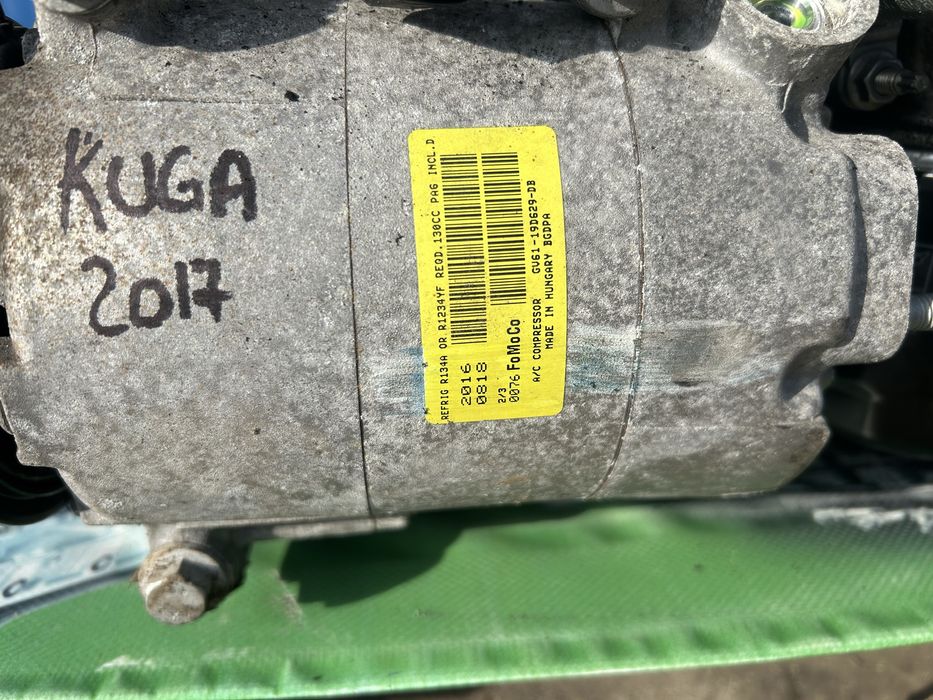 KUGA
2017
REFRIG R134A OR R1234YF REQD.130CC PAG INCL.D
2016
0818
2/3
0076 FoMoCo
A/C COMPRESSOR GV61-19D629-DB
MADE IN HUNGARY BGDPA